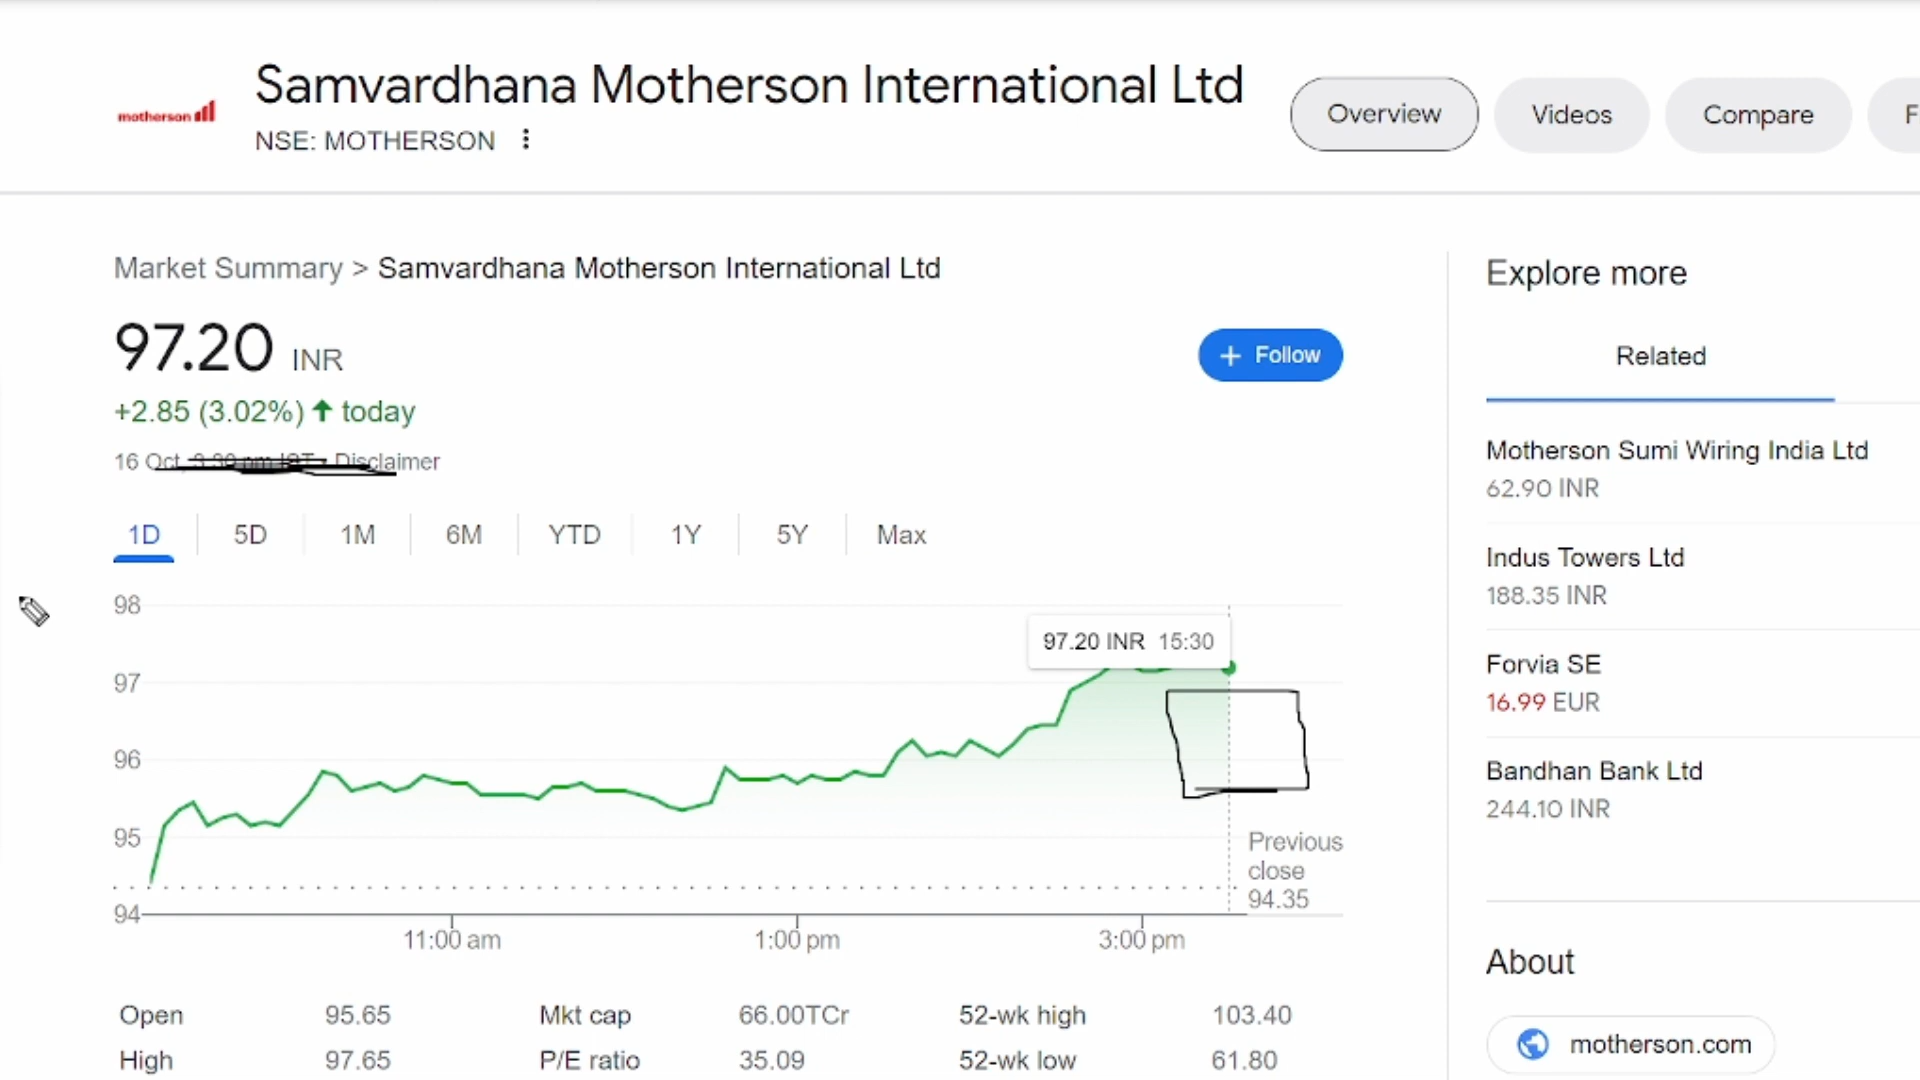 Samvardhana Motherson International Ltd
motherson
NSE: MOTHERSON
Overview
Videos
Compare
F
Market Summary > Samvardhana Motherson International Ltd
97.20 INR
+ Follow
+2.85 (3.02%) today
16 Oct, 3:30 pm IST • Disclaimer
1D 5D 1M 6M YTD 1Y 5Y Max
98
97.20 INR 15:30
97
96
95
Previous
close
94.35
94
11:00 am 1:00 pm 3:00 pm
Open 95.65 Mkt cap 66.00TCr 52-wk high 103.40
High 97.65 P/E ratio 35.09 52-wk low 61.80
Explore more
Related
Motherson Sumi Wiring India Ltd
62.90 INR
Indus Towers Ltd
188.35 INR
Forvia SE
16.99 EUR
Bandhan Bank Ltd
244.10 INR
About
motherson.com